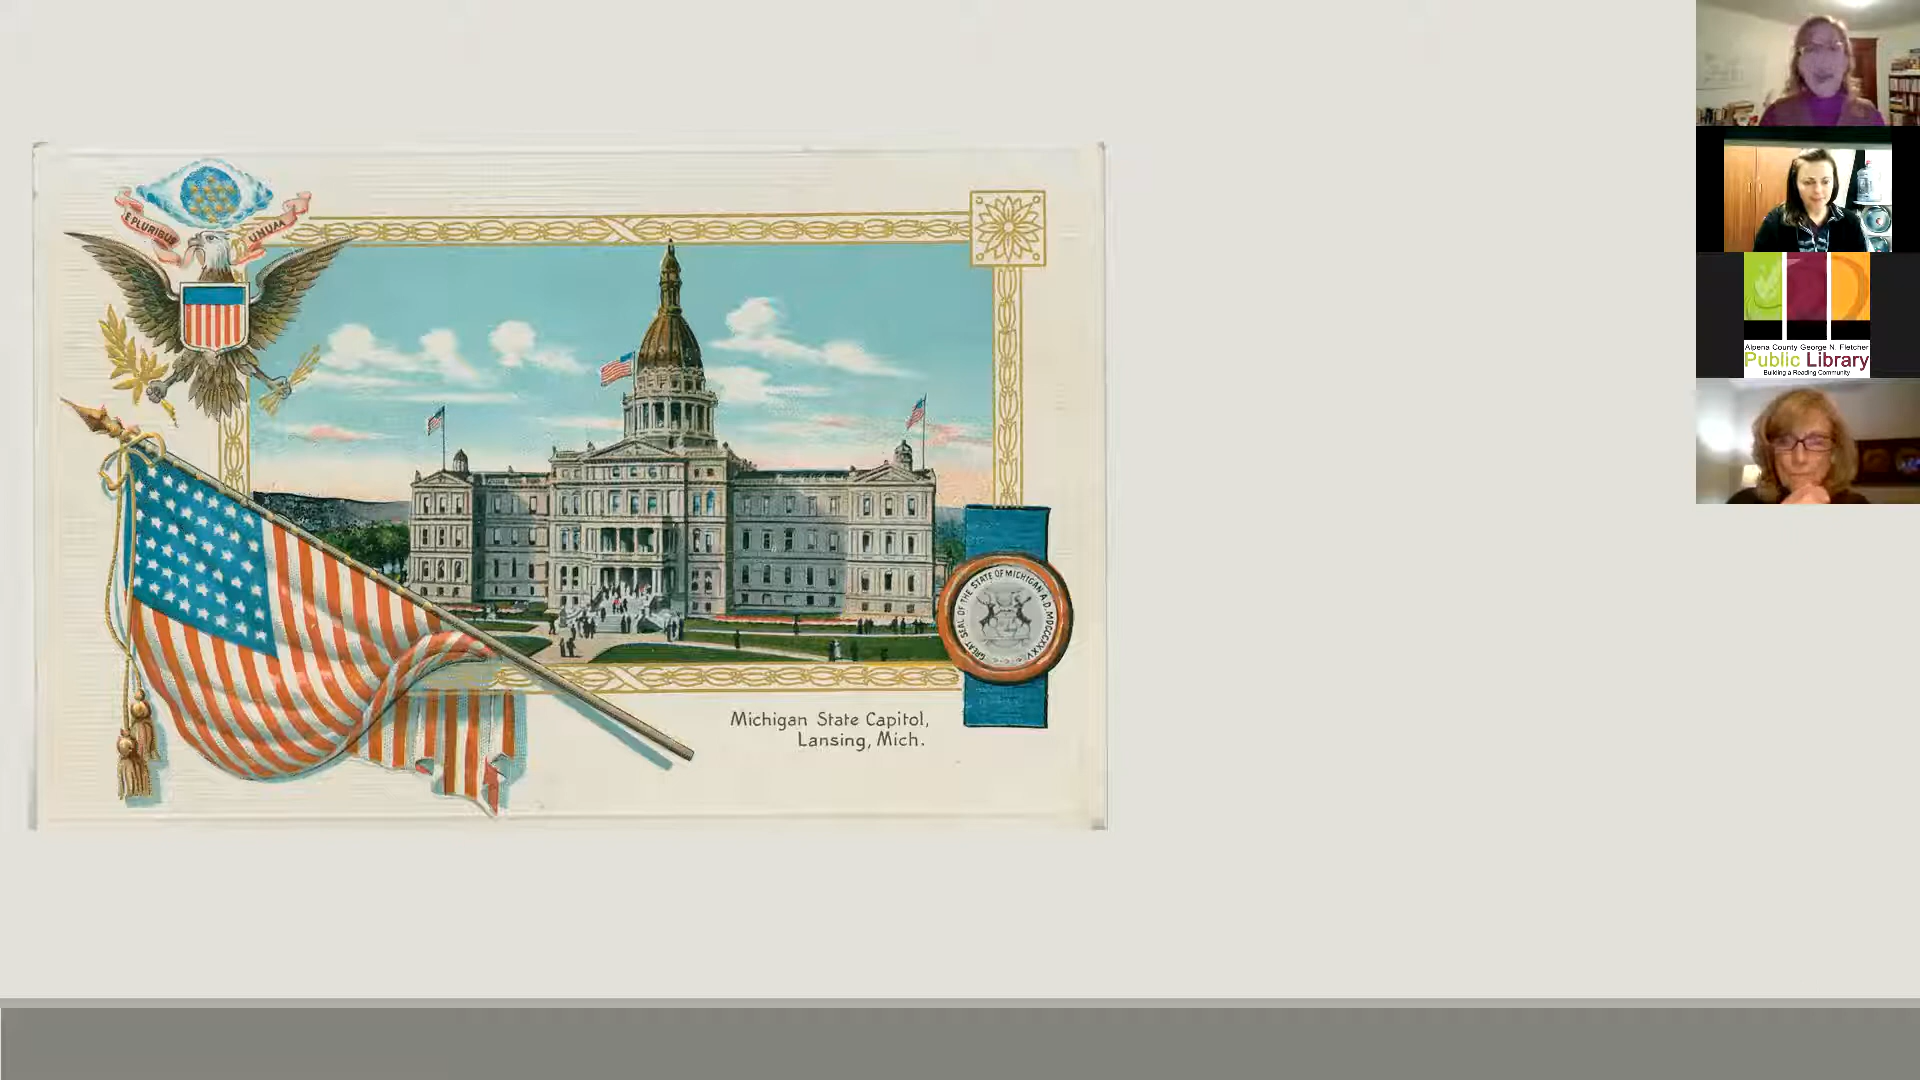 E PLURIBUS
UNUM
GREAT SEAL OF THE STATE OF MICHIGAN A.D. MDCCCXXXV
Michigan State Capitol,
Lansing, Mich.
Alpena County George N. Fletcher
Public Library
Building a Reading Community